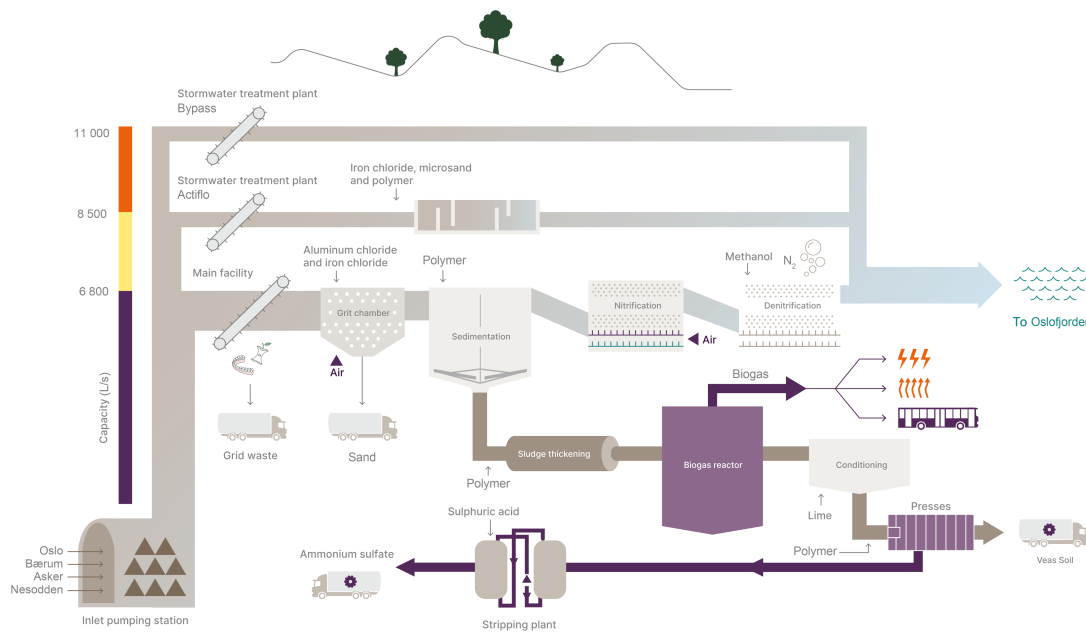 Stormwater treatment plant
Bypass
11 000
Stormwater treatment plant
Actiflo
Iron chloride, microsand
and polymer
8 500
Main facility
Aluminum chloride
and iron chloride
Polymer
Methanol
N2
6 800
Grit chamber
Nitrification
Denitrification
Sedimentation
To Oslofjorden
Air
Air
Capacity (L/s)
Biogas
Grid waste
Sand
Sludge thickening
Biogas reactor
Conditioning
Polymer
Lime
Presses
Sulphuric acid
Polymer
Veas Soil
Ammonium sulfate
Oslo
Bærum
Asker
Nesodden
Inlet pumping station
Stripping plant